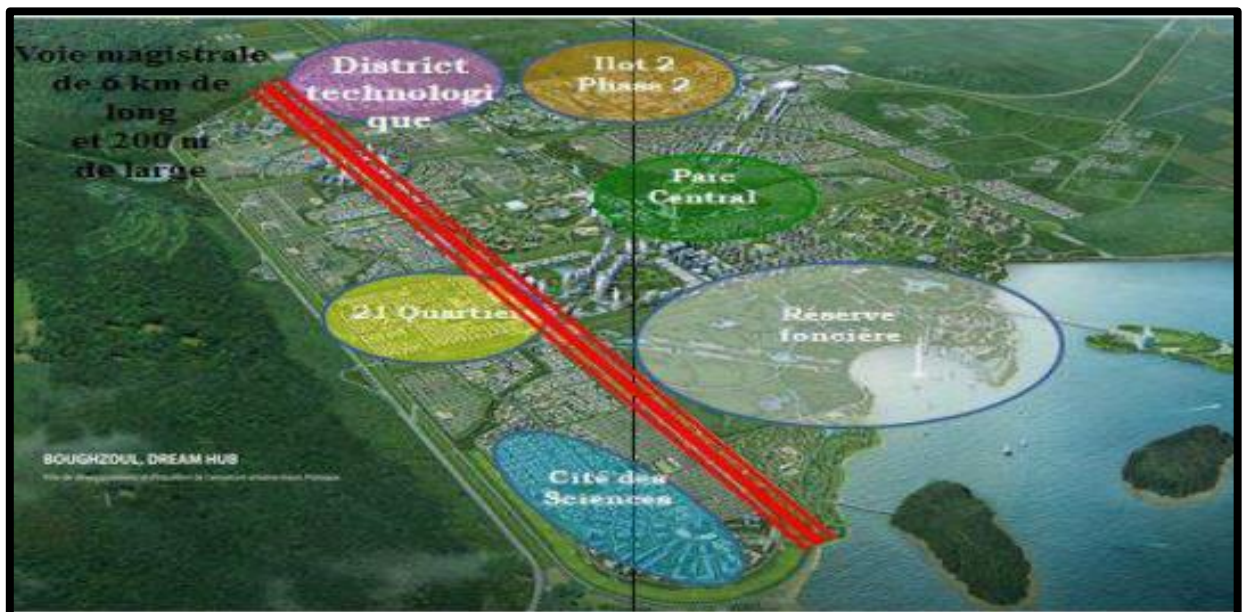 Voie magistrale
de 6 km de
long
et 200 m
de large
District
technologi
que
Ilot 2
Phase 2
Parc
Central
21 Quartier
Réserve
foncière
BOUGHZOUL, DREAM HUB
Cité des
Sciences